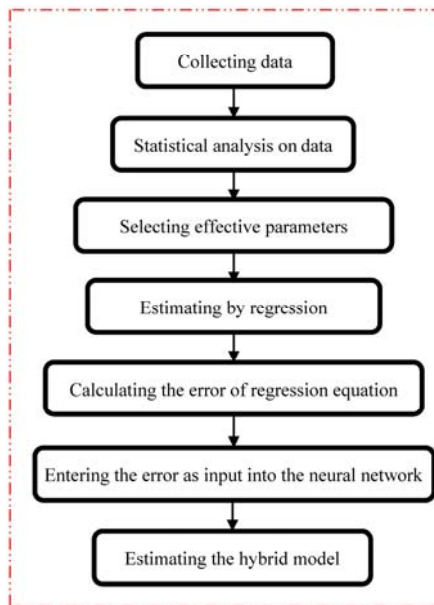 Collecting data
Statistical analysis on data
Selecting effective parameters
Estimating by regression
Calculating the error of regression equation
Entering the error as input into the neural network
Estimating the hybrid model